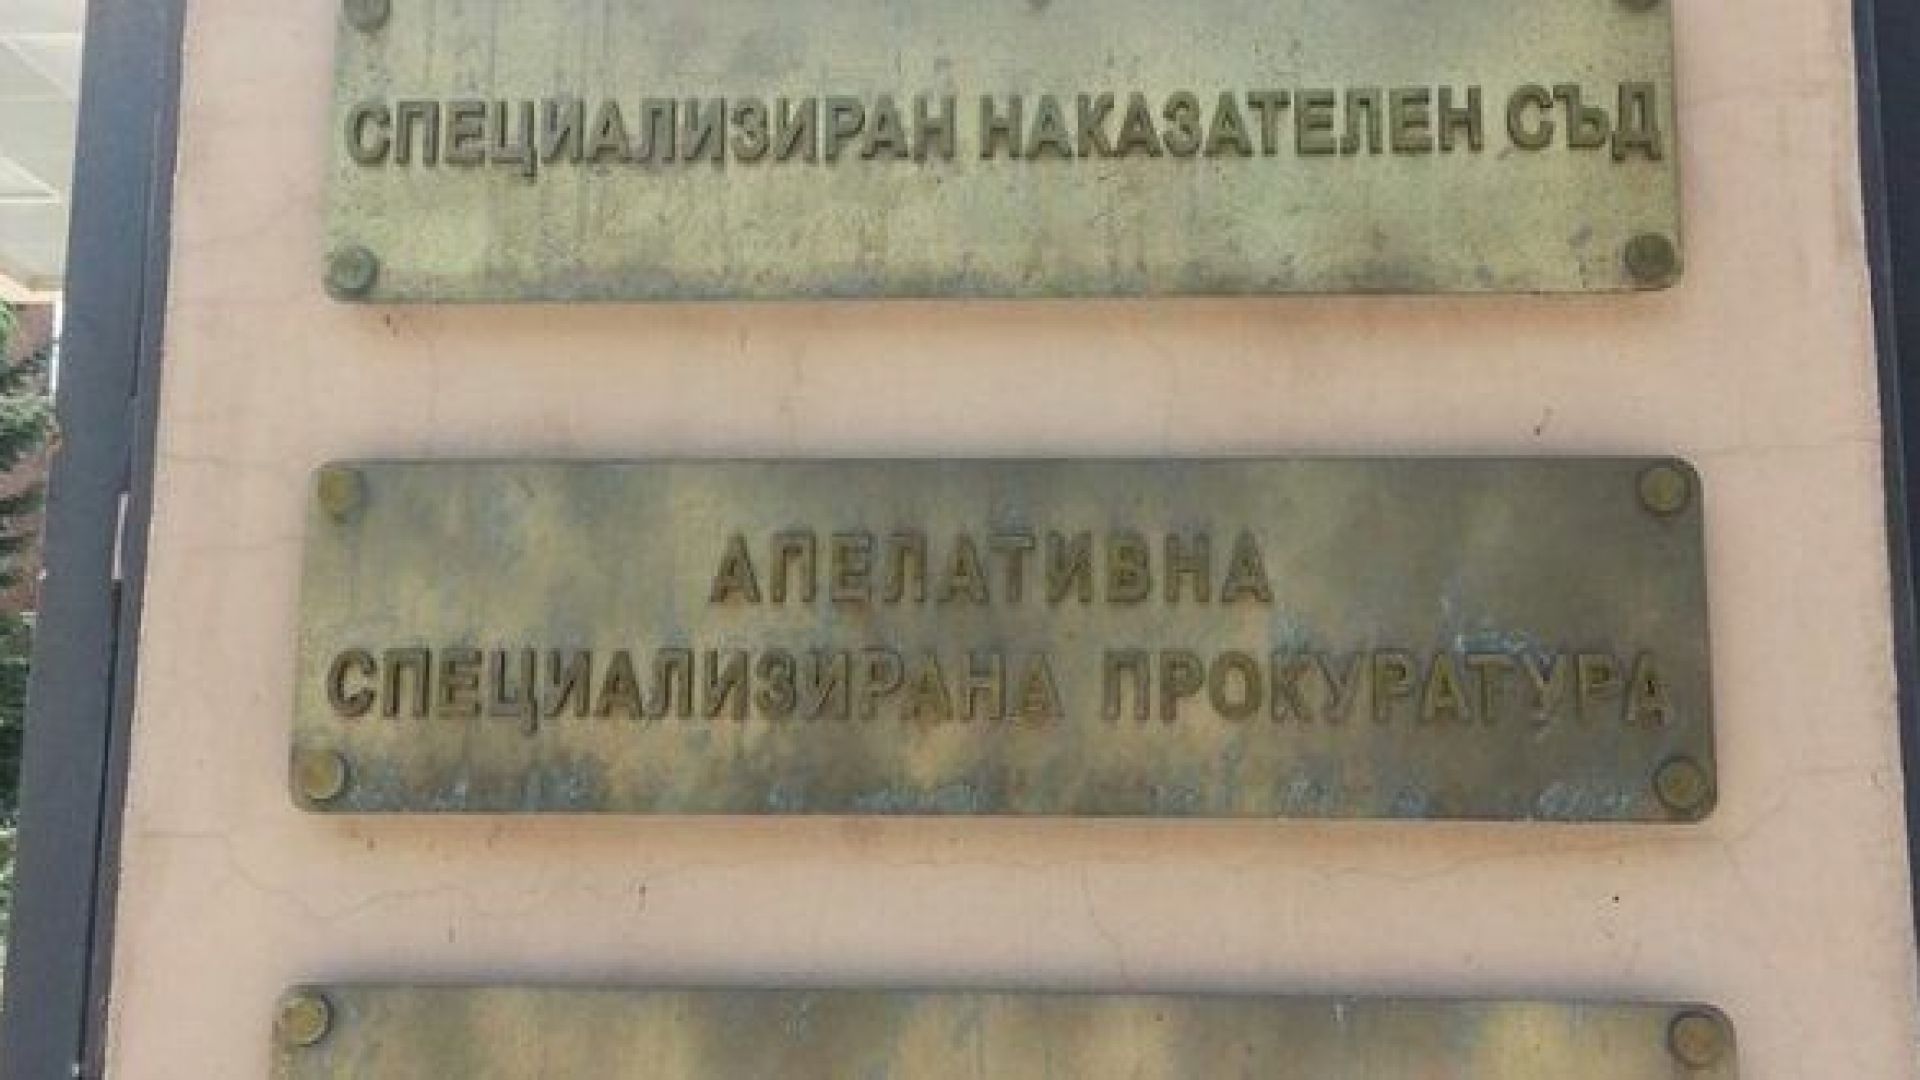 СПЕЦИАЛИЗИРАН НАКАЗАТЕЛЕН СЪД
АПЕЛАТИВНА
СПЕЦИАЛИЗИРАНА ПРОКУРАТУРА